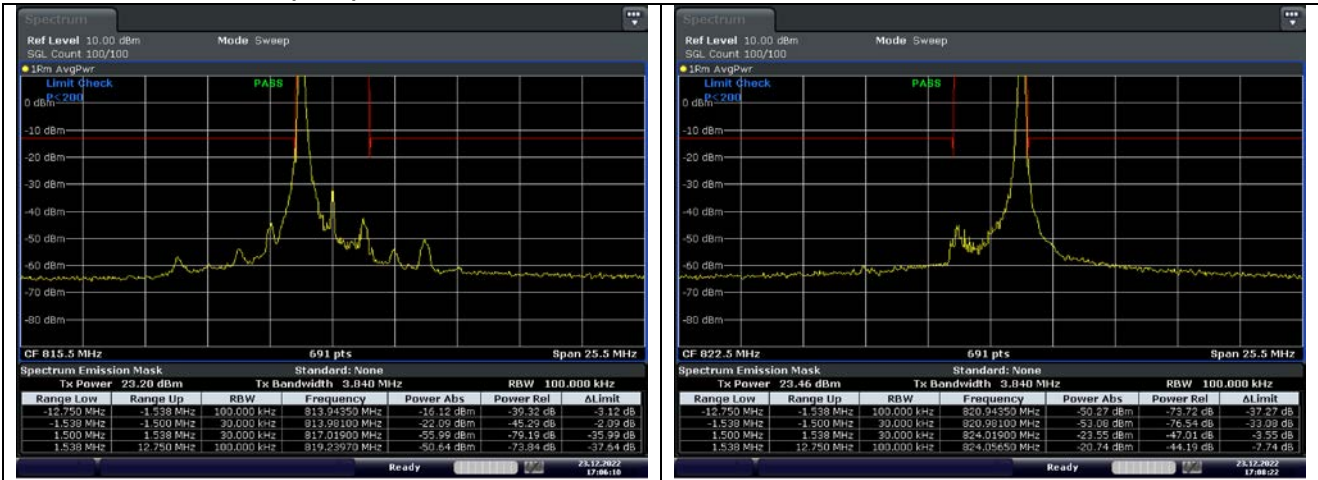 Spectrum
Ref Level 10.00 dBm Mode Sweep
SGL Count 100/100
1Rm AvgPwr
Limit Check PASS
P<200
0 dBm
-10 dBm
-20 dBm
-30 dBm
-40 dBm
-50 dBm
-60 dBm
-70 dBm
-80 dBm
CF 815.5 MHz 691 pts Span 25.5 MHz
Spectrum Emission Mask Standard: None
Tx Power 23.20 dBm Tx Bandwidth 3.840 MHz RBW 100.000 kHz
Range Low Range Up RBW Frequency Power Abs Power Rel ΔLimit
-12.750 MHz -1.538 MHz 100.000 kHz 813.94350 MHz -16.12 dBm -39.32 dB -3.12 dB
-1.538 MHz -1.500 MHz 30.000 kHz 813.98100 MHz -22.09 dBm -45.29 dB -2.09 dB
1.500 MHz 1.538 MHz 30.000 kHz 817.01900 MHz -55.99 dBm -79.19 dB -35.99 dB
1.538 MHz 12.750 MHz 100.000 kHz 819.23970 MHz -50.64 dBm -73.84 dB -37.64 dB
Ready 23.12.2022
17:06:10
Spectrum
Ref Level 10.00 dBm Mode Sweep
SGL Count 100/100
1Rm AvgPwr
Limit Check PASS
P<200
0 dBm
-10 dBm
-20 dBm
-30 dBm
-40 dBm
-50 dBm
-60 dBm
-70 dBm
-80 dBm
CF 822.5 MHz 691 pts Span 25.5 MHz
Spectrum Emission Mask Standard: None
Tx Power 23.46 dBm Tx Bandwidth 3.840 MHz RBW 100.000 kHz
Range Low Range Up RBW Frequency Power Abs Power Rel ΔLimit
-12.750 MHz -1.538 MHz 100.000 kHz 820.94350 MHz -50.27 dBm -73.72 dB -37.27 dB
-1.538 MHz -1.500 MHz 30.000 kHz 820.98100 MHz -53.08 dBm -76.54 dB -33.08 dB
1.500 MHz 1.538 MHz 30.000 kHz 824.01900 MHz -23.55 dBm -47.01 dB -3.55 dB
1.538 MHz 12.750 MHz 100.000 kHz 824.05650 MHz -20.74 dBm -44.19 dB -7.74 dB
Ready 23.12.2022
17:08:22